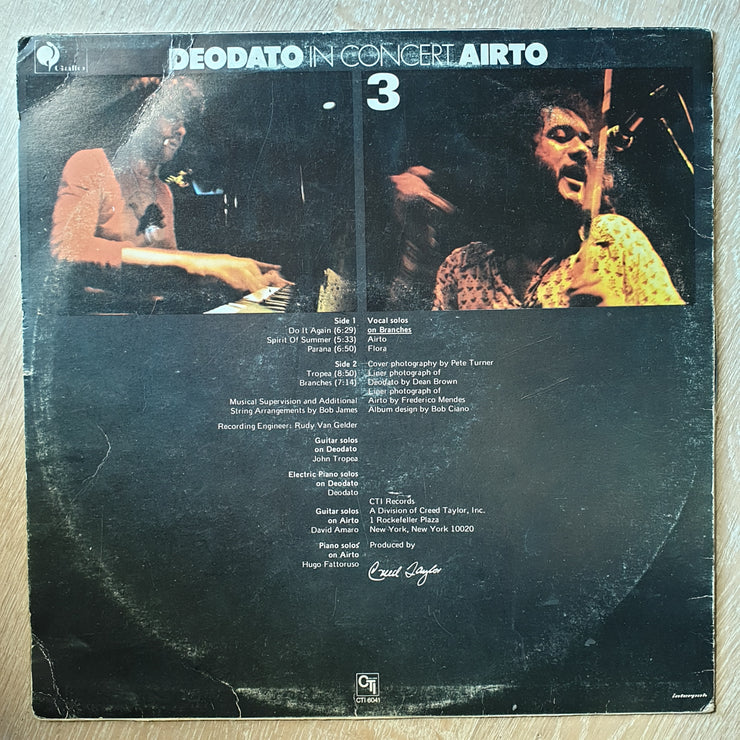 Gallo
DEODATO IN CONCERT AIRTO
3
Side 1
Do It Again (6:29)
Spirit Of Summer (5:33)
Parana (6:50)
Side 2
Tropea (8:50)
Branches (7:14)
Musical Supervision and Additional
String Arrangements by Bob James
Recording Engineer: Rudy Van Gelder
Guitar solos
on Deodato
John Tropea
Electric Piano solos
on Deodato
Deodato
Guitar solos
on Airto
David Amaro
Piano solos
on Airto
Hugo Fattoruso
Vocal solos
on Branches
Airto
Flora
Cover photography by Pete Turner
Liner photograph of
Deodato by Dean Brown
Liner photograph of
Airto by Frederico Mendes
Album design by Bob Ciano
CTI Records
A Division of Creed Taylor, Inc.
1 Rockefeller Plaza
New York, New York 10020
Produced by
Creed Taylor
CTI
CTI 6041
interpak